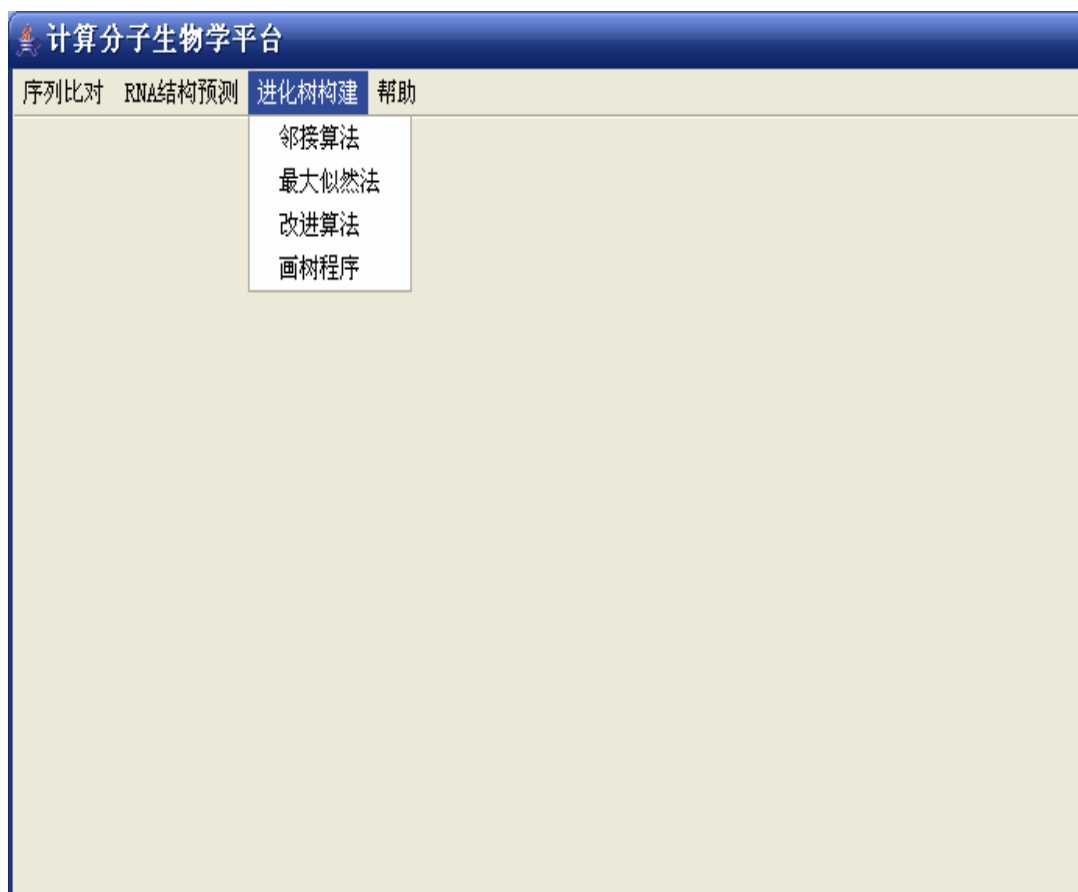 计算分子生物学平台
序列比对 RNA结构预测 进化树构建 帮助
邻接算法
最大似然法
改进算法
画树程序